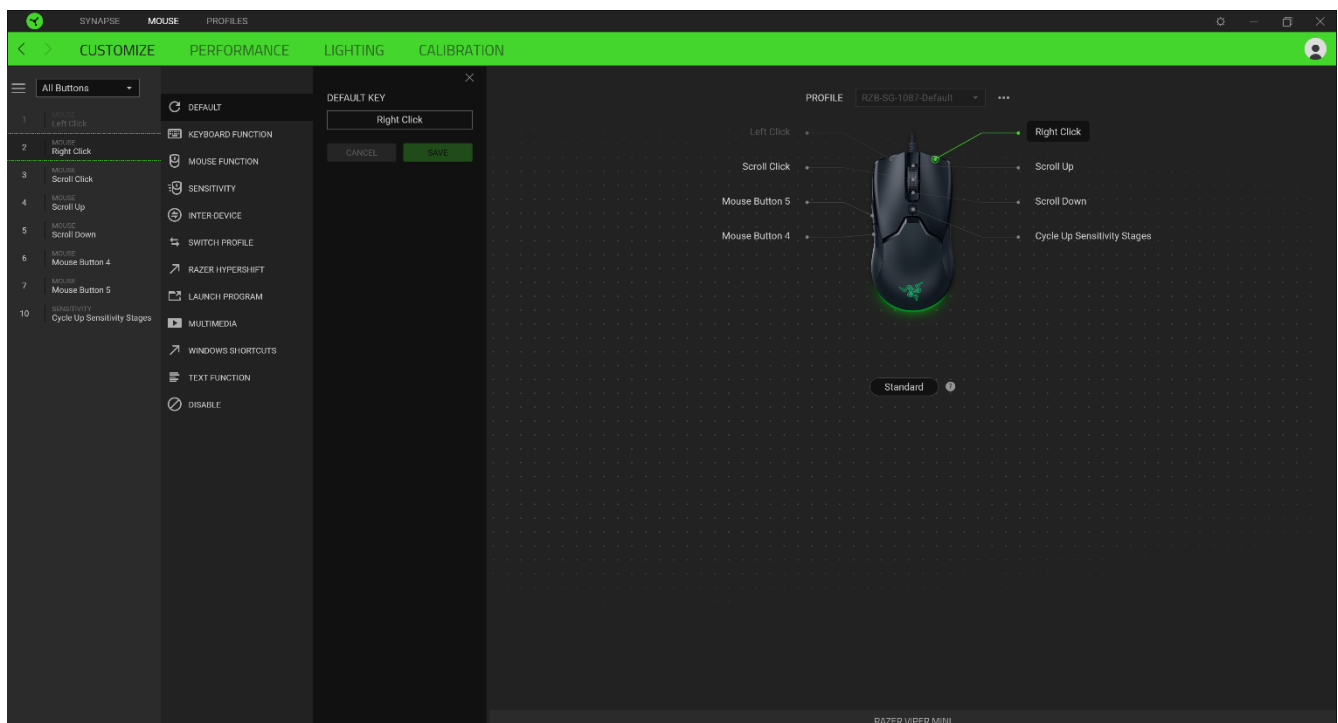 SYNAPSE MOUSE PROFILES
CUSTOMIZE PERFORMANCE LIGHTING CALIBRATION
All Buttons
1 MOUSE
Left Click
2 MOUSE
Right Click
3 MOUSE
Scroll Click
4 MOUSE
Scroll Up
5 MOUSE
Scroll Down
6 MOUSE
Mouse Button 4
7 MOUSE
Mouse Button 5
10 SENSITIVITY
Cycle Up Sensitivity Stages
DEFAULT
KEYBOARD FUNCTION
MOUSE FUNCTION
SENSITIVITY
INTER-DEVICE
SWITCH PROFILE
RAZER HYPERSHIFT
LAUNCH PROGRAM
MULTIMEDIA
WINDOWS SHORTCUTS
TEXT FUNCTION
DISABLE
DEFAULT KEY
Right Click
CANCEL SAVE
PROFILE RZB-SG-1087-Default
Left Click Right Click
Scroll Click Scroll Up
Mouse Button 5 Scroll Down
Mouse Button 4 Cycle Up Sensitivity Stages
Standard
RAZER VIPER MINI